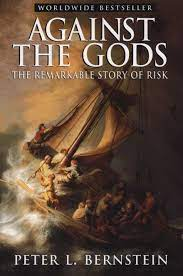 WORLDWIDE BESTSELLER
AGAINST
THE GODS
THE REMARKABLE STORY OF RISK
PETER L. BERNSTEIN